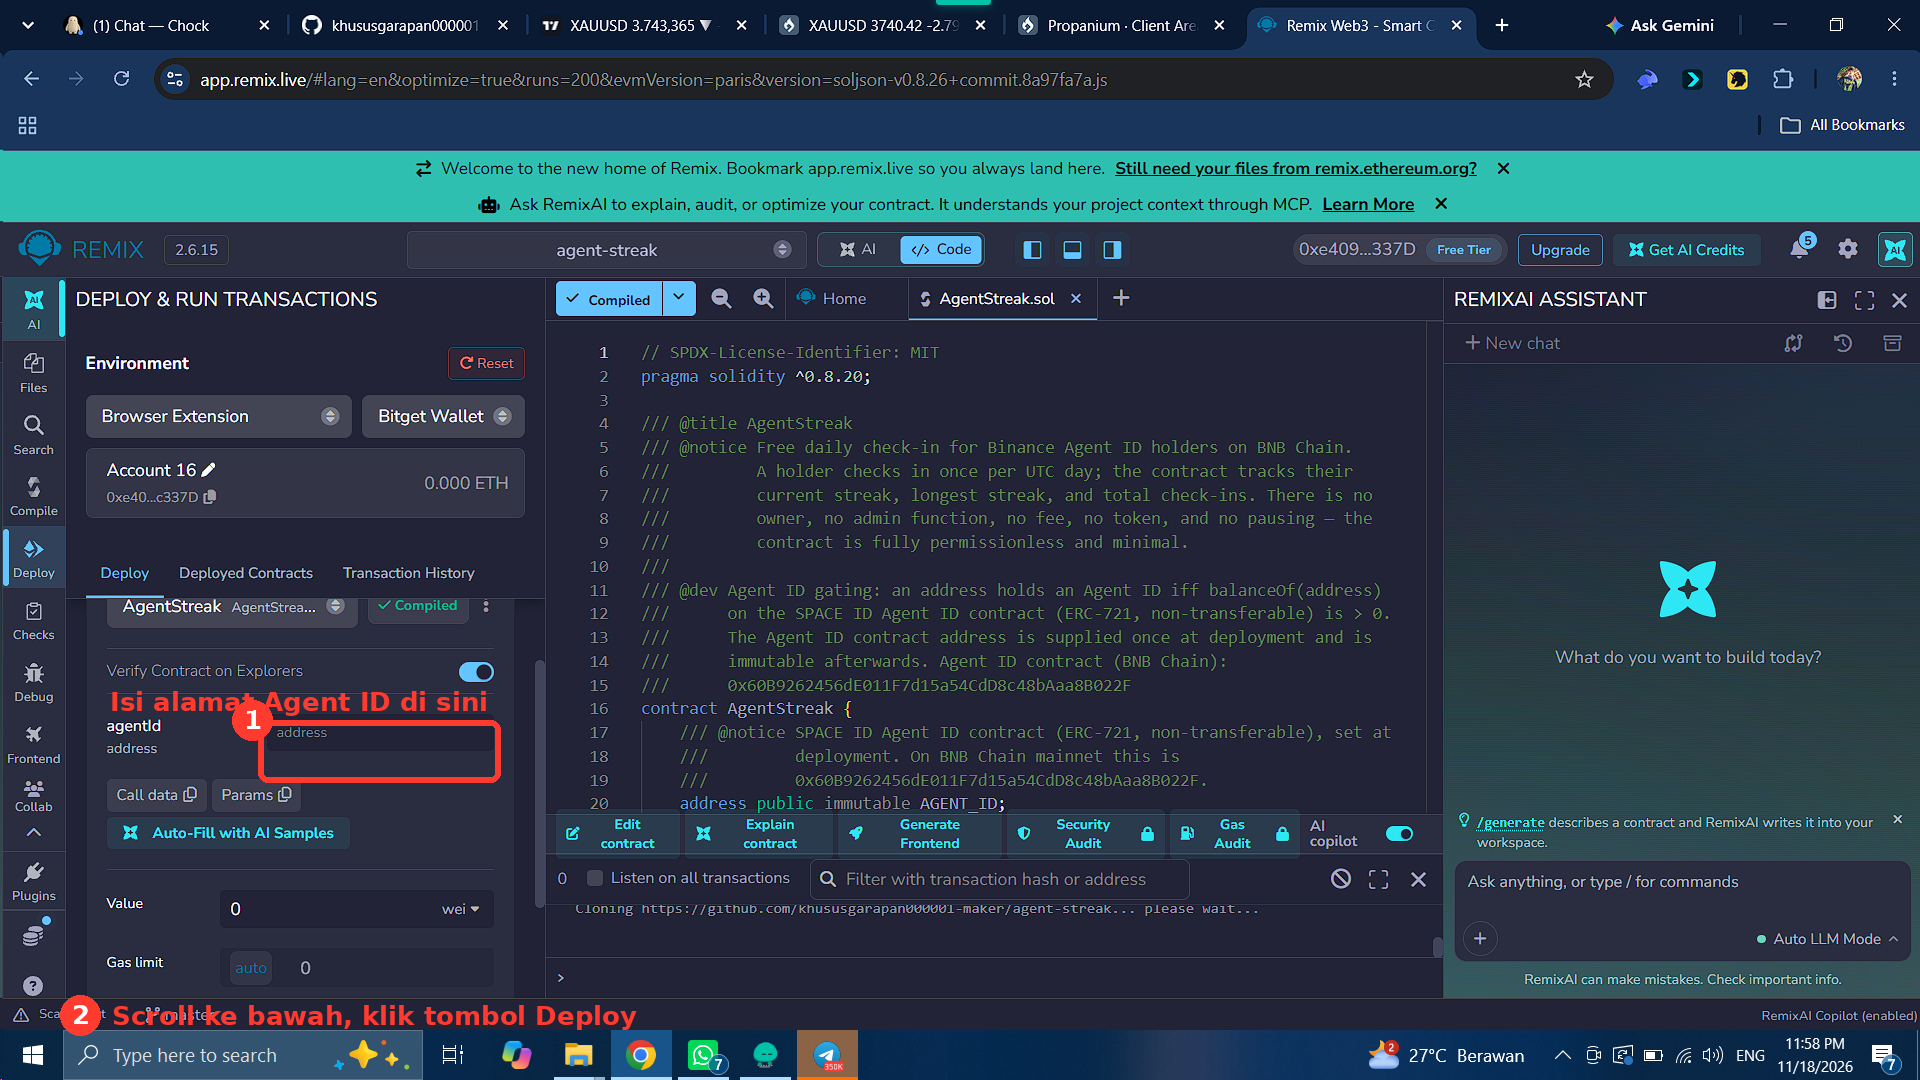 (1) Chat — Chock
khususgarapan000001
XAUUSD 3.743,365
XAUUSD 3740.42 -2.79
Propanium · Client Are
Remix Web3 - Smart C
Ask Gemini
app.remix.live/#lang=en&optimize=true&runs=200&evmVersion=paris&version=soljson-v0.8.26+commit.8a97fa7a.js
All Bookmarks
Welcome to the new home of Remix. Bookmark app.remix.live so you always land here. Still need your files from remix.ethereum.org?
Ask RemixAI to explain, audit, or optimize your contract. It understands your project context through MCP. Learn More
REMIX
2.6.15
agent-streak
AI
Code
0xe409...337D
Free Tier
Upgrade
Get AI Credits
5
AI
AI
Files
Search
Compile
Deploy
Checks
Debug
Frontend
Collab
Plugins
DEPLOY & RUN TRANSACTIONS
Environment
Reset
Browser Extension
Bitget Wallet
Account 16
0xe40...c337D
0.000 ETH
Deploy
Deployed Contracts
Transaction History
AgentStreak AgentStrea...
Compiled
Verify Contract on Explorers
Isi alamat Agent ID di sini
1
agentId
address
address
Call data
Params
Auto-Fill with AI Samples
Value
0
wei
Gas limit
auto
0
2
Scroll ke bawah, klik tombol Deploy
Compiled
Home
AgentStreak.sol
1 // SPDX-License-Identifier: MIT
2 pragma solidity ^0.8.20;
3
4 /// @title AgentStreak
5 /// @notice Free daily check-in for Binance Agent ID holders on BNB Chain.
6 /// A holder checks in once per UTC day; the contract tracks their
7 /// current streak, longest streak, and total check-ins. There is no
8 /// owner, no admin function, no fee, no token, and no pausing — the
9 /// contract is fully permissionless and minimal.
10 ///
11 /// @dev Agent ID gating: an address holds an Agent ID iff balanceOf(address)
12 /// on the SPACE ID Agent ID contract (ERC-721, non-transferable) is > 0.
13 /// The Agent ID contract address is supplied once at deployment and is
14 /// immutable afterwards. Agent ID contract (BNB Chain):
15 /// 0x60B9262456dE011F7d15a54CdD8c48bAaa8B022F
16 contract AgentStreak {
17 /// @notice SPACE ID Agent ID contract (ERC-721, non-transferable), set at
18 /// deployment. On BNB Chain mainnet this is
19 /// 0x60B9262456dE011F7d15a54CdD8c48bAaa8B022F.
20 address public immutable AGENT_ID;
Edit contract
Explain contract
Generate Frontend
Security Audit
Gas Audit
AI copilot
0
Listen on all transactions
Filter with transaction hash or address
Cloning https://github.com/khususgarapan000001-maker/agent-streak... please wait...
>
REMIXAI ASSISTANT
New chat
What do you want to build today?
/generate describes a contract and RemixAI writes it into your workspace.
Ask anything, or type / for commands
Auto LLM Mode
RemixAI can make mistakes. Check important info.
RemixAI Copilot (enabled)
Type here to search
7
350K
2
27°C Berawan
ENG
11:58 PM
11/18/2026
7